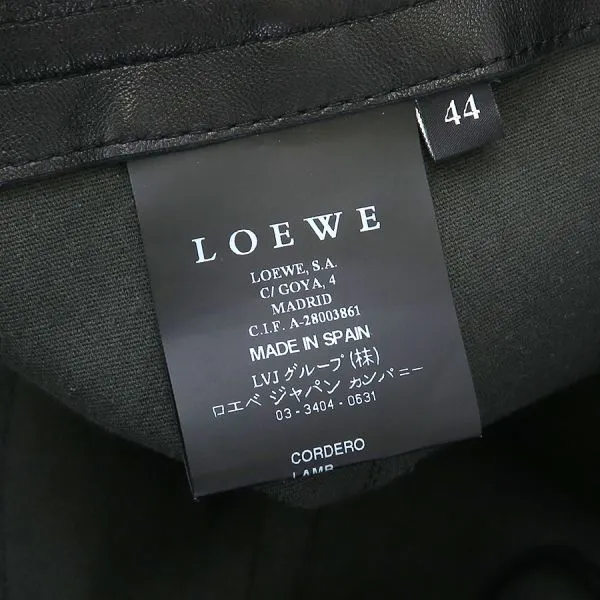 44
LOEWE
LOEWE, S.A.
C/ GOYA, 4
MADRID
C.I.F. A-28003861
MADE IN SPAIN
LVJ グループ (株)
ロエベ ジャパン カンパニー
03-3404-0631
CORDERO
LAMB